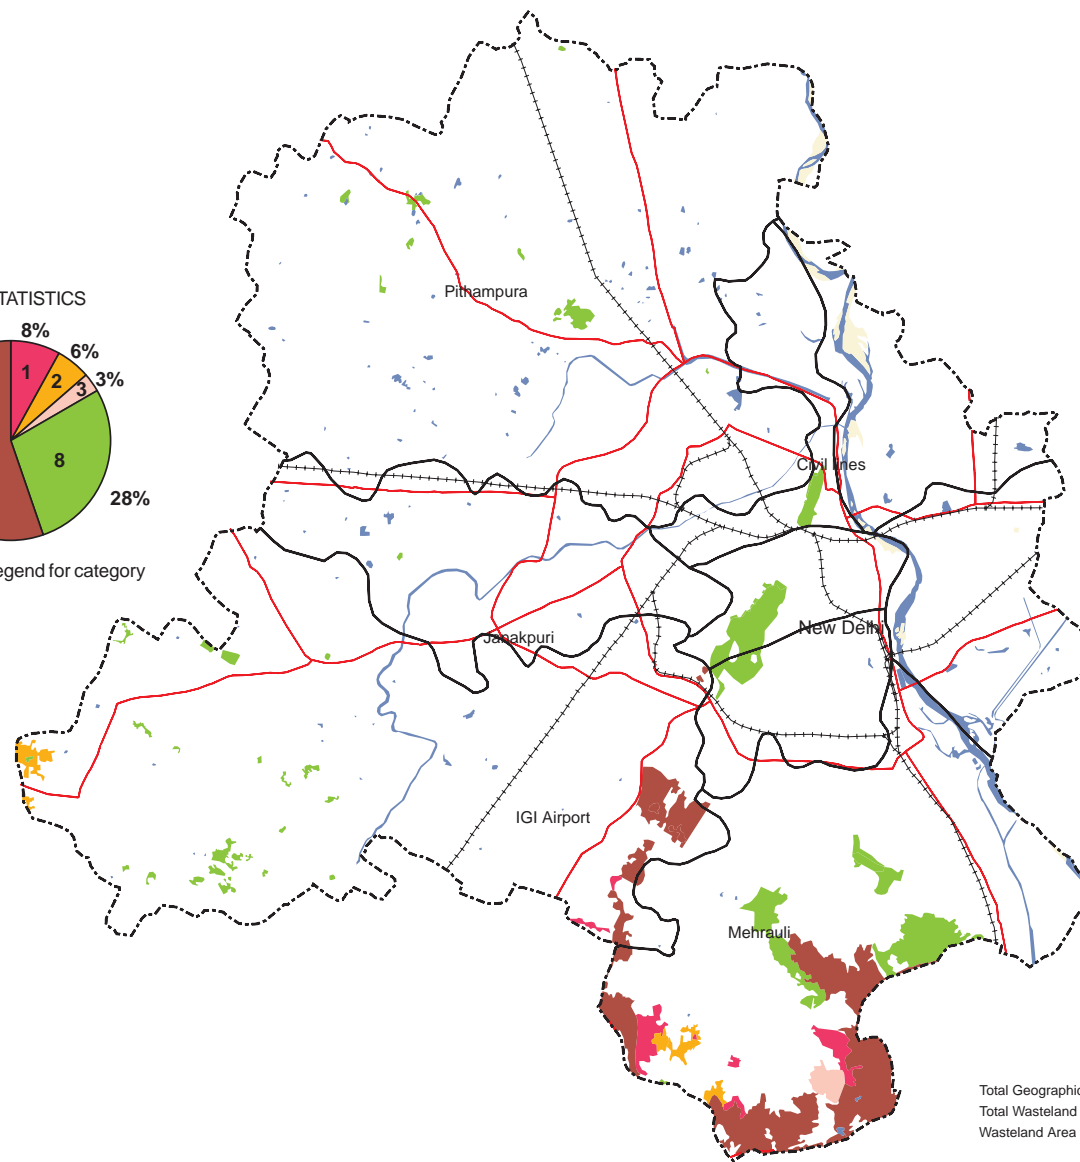 TATISTICS
8%
6%
3%
1
2
3
8
28%
egend for category
Pithampura
Civil lines
New Delhi
Janakpuri
IGI Airport
Mehrauli
Total Geographic
Total Wasteland
Wasteland Area